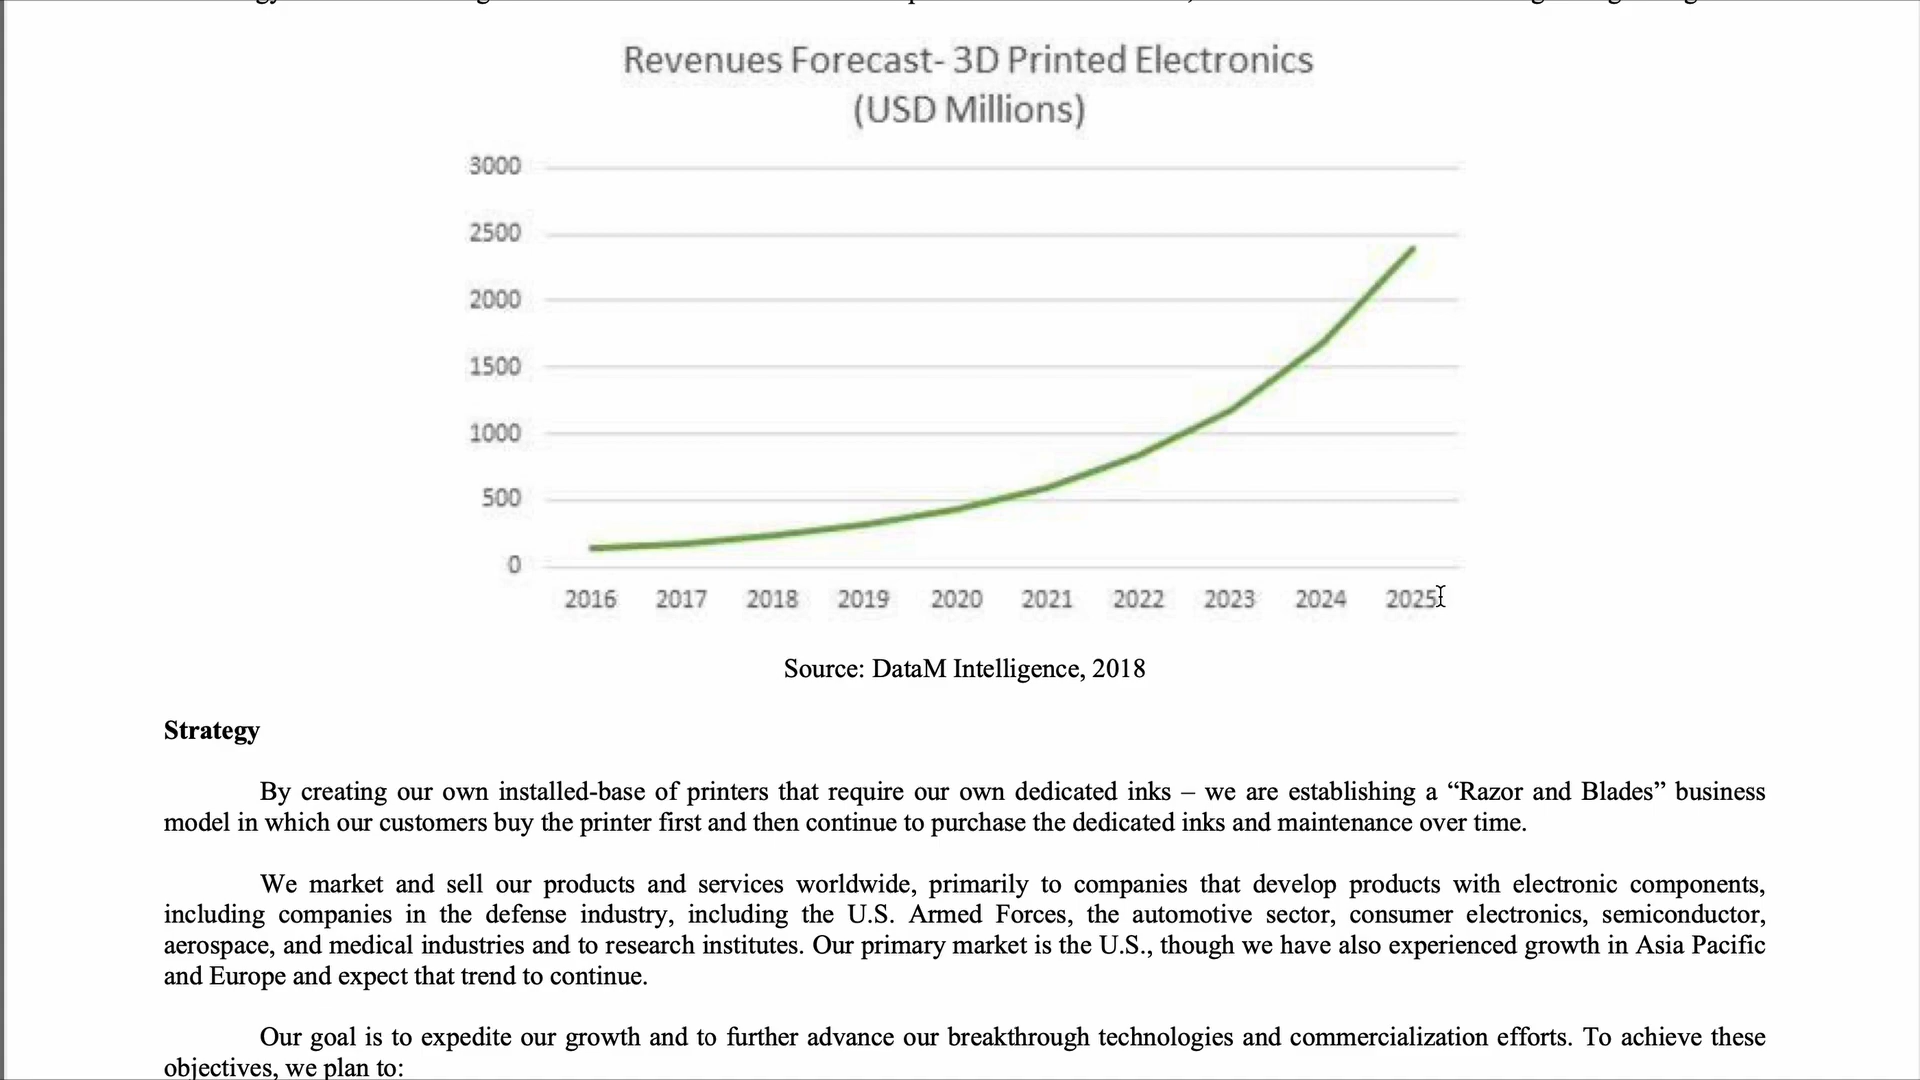 Revenues Forecast- 3D Printed Electronics
(USD Millions)
3000
2500
2000
1500
1000
500
0
2016 2017 2018 2019 2020 2021 2022 2023 2024 2025
Source: DataM Intelligence, 2018
Strategy
By creating our own installed-base of printers that require our own dedicated inks – we are establishing a “Razor and Blades” business
model in which our customers buy the printer first and then continue to purchase the dedicated inks and maintenance over time.
We market and sell our products and services worldwide, primarily to companies that develop products with electronic components,
including companies in the defense industry, including the U.S. Armed Forces, the automotive sector, consumer electronics, semiconductor,
aerospace, and medical industries and to research institutes. Our primary market is the U.S., though we have also experienced growth in Asia Pacific
and Europe and expect that trend to continue.
Our goal is to expedite our growth and to further advance our breakthrough technologies and commercialization efforts. To achieve these
objectives, we plan to: